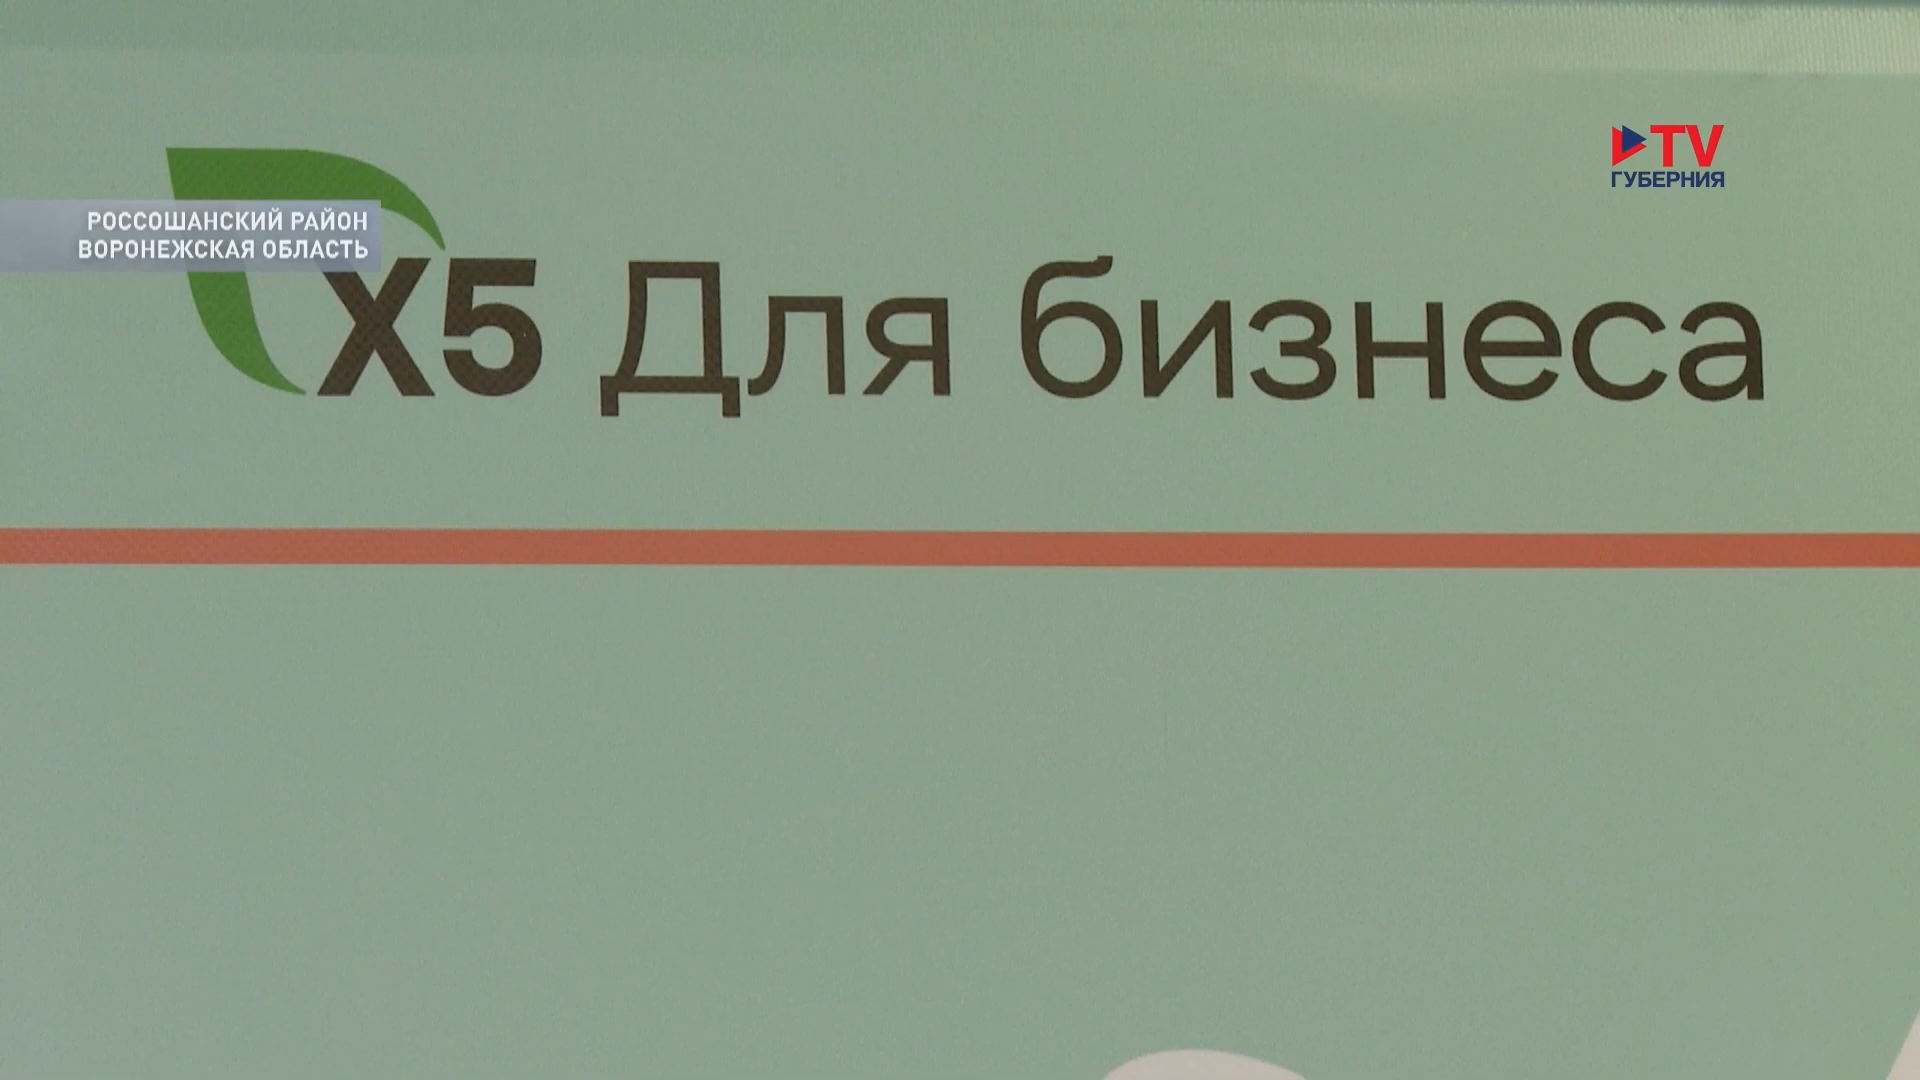 TV
ГУБЕРНИЯ
РОССОШАНСКИЙ РАЙОН
ВОРОНЕЖСКАЯ ОБЛАСТЬ
X5 Для бизнеса